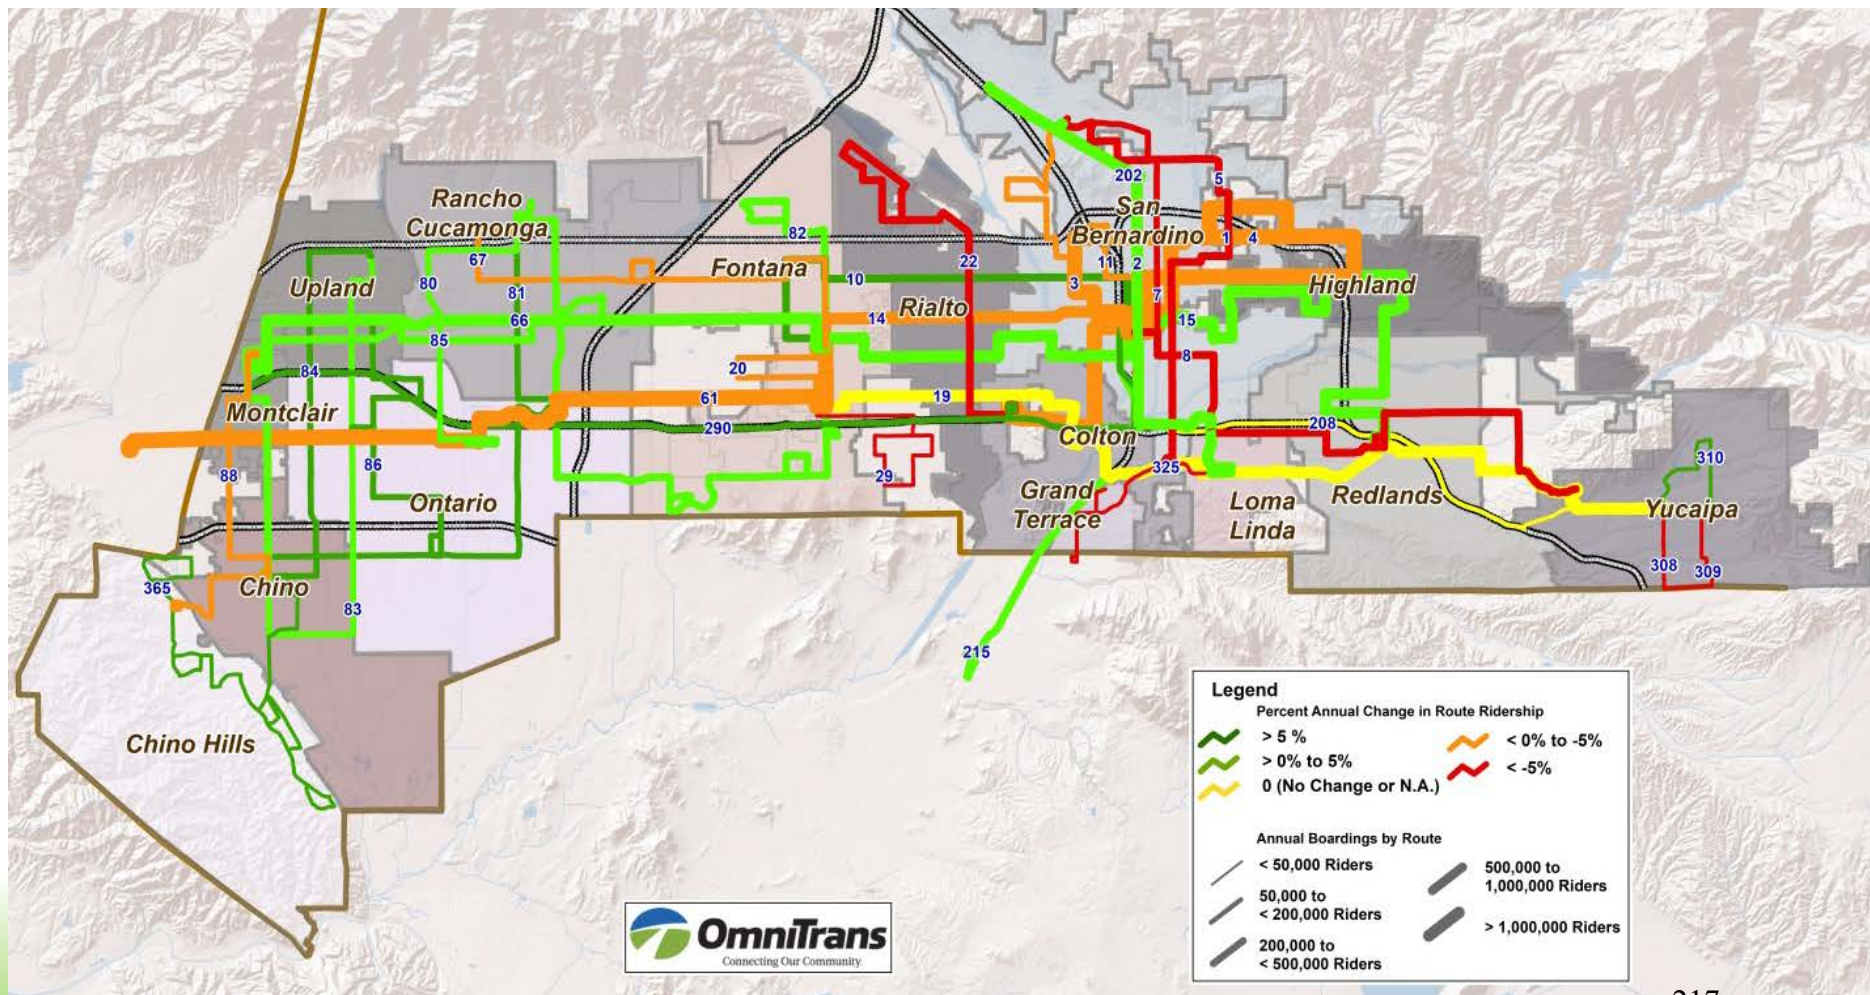 202
5
San
Bernardino
Rancho
Cucamonga
82
1
4
67
Fontana
10
22
11
2
3
7
Highland
Upland
80
81
66
14
Rialto
15
85
8
84
20
61
19
Montclair
290
Colton
208
86
88
29
325
310
Ontario
Grand
Terrace
Loma
Linda
Redlands
Yucaipa
365
Chino
83
308
309
215
Chino Hills
Legend
Percent Annual Change in Route Ridership
> 5 %
< 0% to -5%
> 0% to 5%
< -5%
0 (No Change or N.A.)
Annual Boardings by Route
< 50,000 Riders
500,000 to
1,000,000 Riders
50,000 to
< 200,000 Riders
> 1,000,000 Riders
200,000 to
< 500,000 Riders
OmniTrans
Connecting Our Community.
217